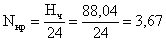 Nнр = Hч/24 = 88,04/24 = 3,67